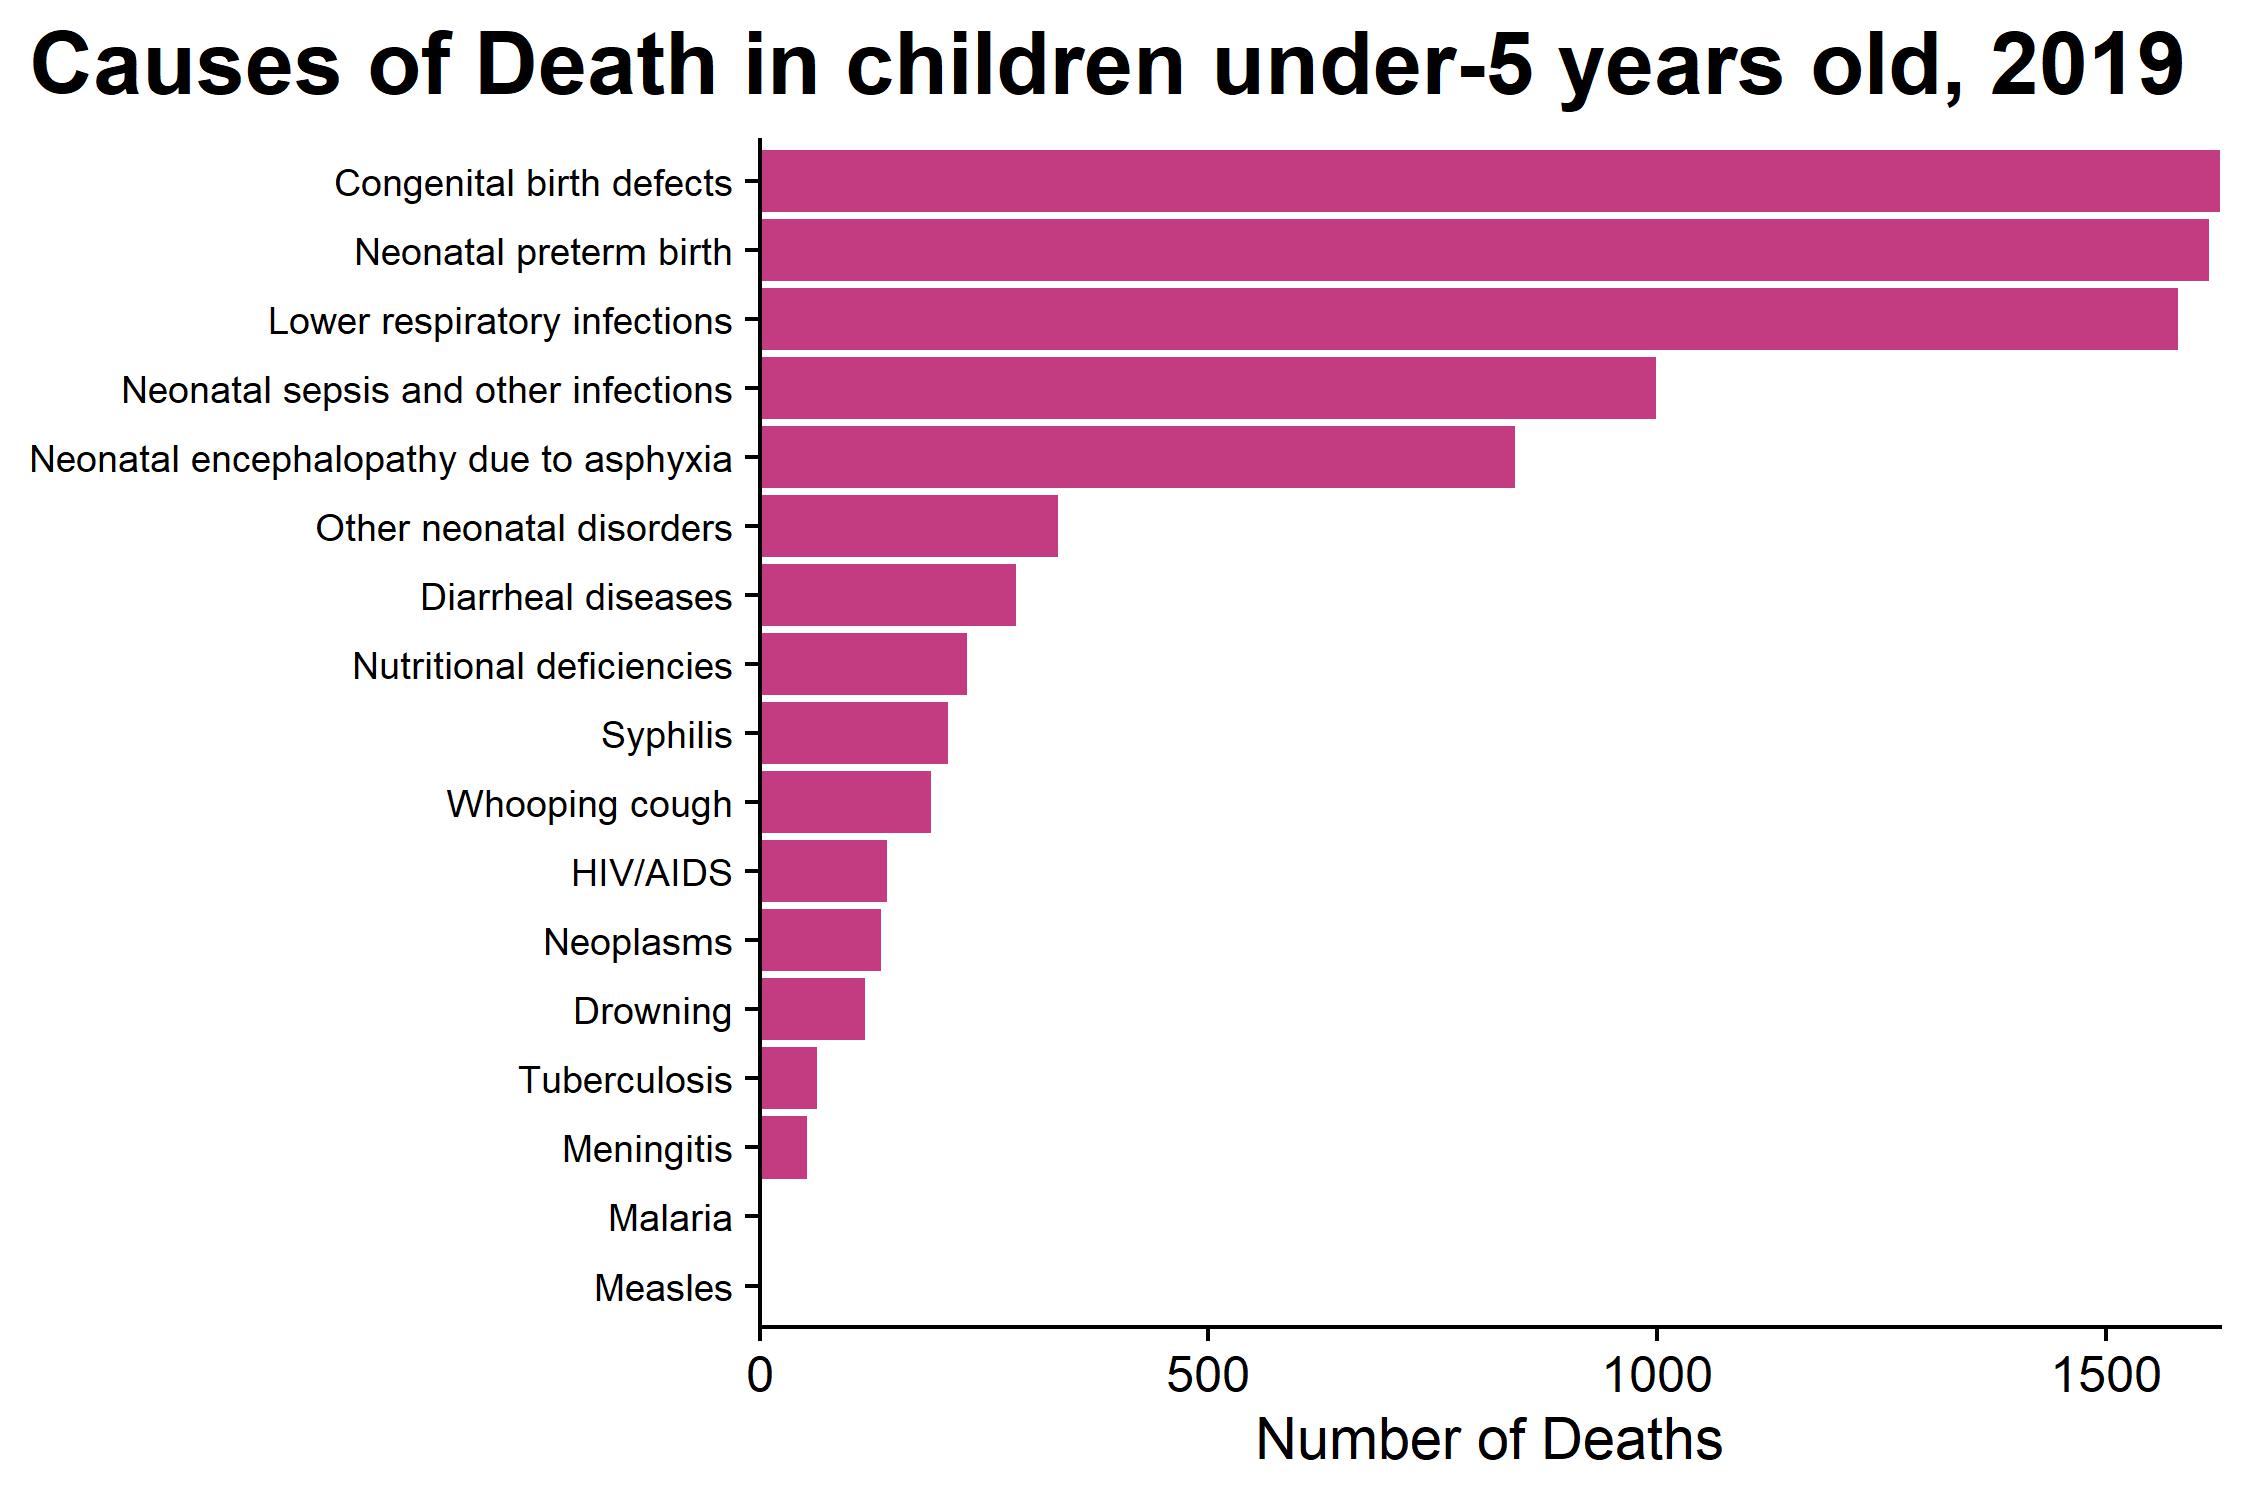 Causes of Death in children under-5 years old, 2019
Congenital birth defects
Neonatal preterm birth
Lower respiratory infections
Neonatal sepsis and other infections
Neonatal encephalopathy due to asphyxia
Other neonatal disorders
Diarrheal diseases
Nutritional deficiencies
Syphilis
Whooping cough
HIV/AIDS
Neoplasms
Drowning
Tuberculosis
Meningitis
Malaria
Measles
0 500 1000 1500
Number of Deaths